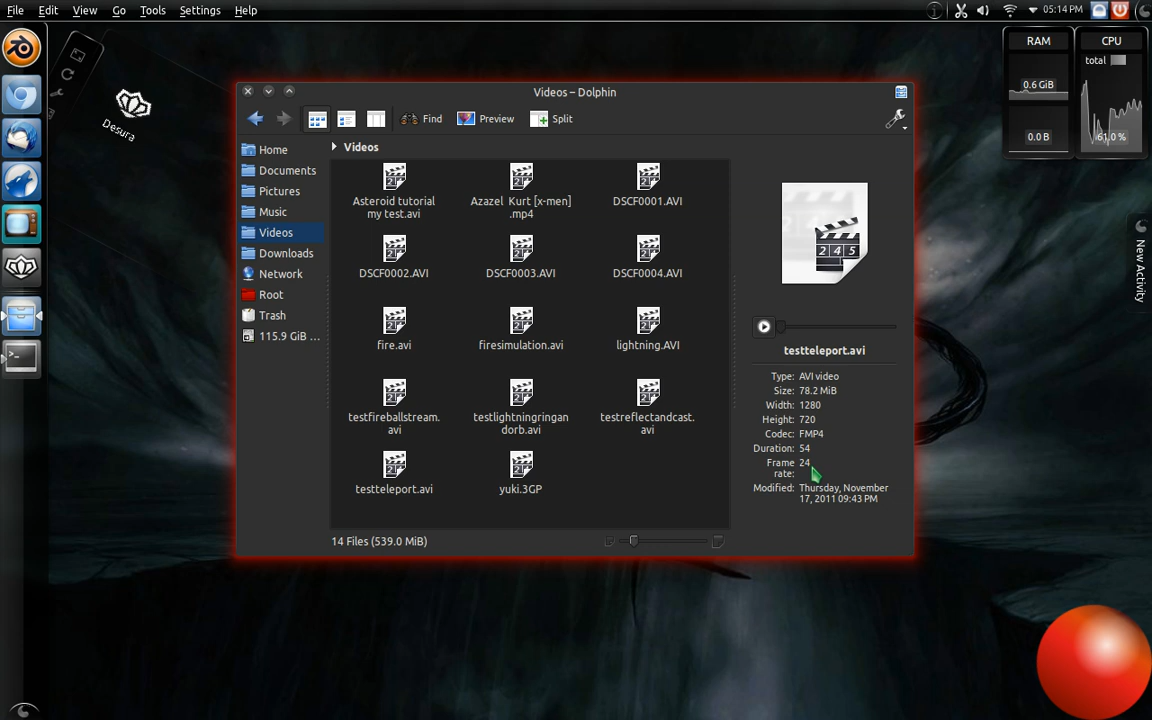 File Edit View Go Tools Settings Help
05:14 PM
RAM
0.6 GiB
0.0 B
CPU
total
61.0 %
Desura
New Activity
Videos – Dolphin
Find Preview Split
Home
Documents
Pictures
Music
Videos
Downloads
Network
Root
Trash
115.9 GiB ...
Videos
Asteroid tutorial
my test.avi
Azazel Kurt [x-men]
.mp4
DSCF0001.AVI
DSCF0002.AVI
DSCF0003.AVI
DSCF0004.AVI
fire.avi
firesimulation.avi
lightning.AVI
testfireballstream.
avi
testlightningringan
dorb.avi
testreflectandcast.
avi
testteleport.avi
yuki.3GP
14 Files (539.0 MiB)
testteleport.avi
Type: AVI video
Size: 78.2 MiB
Width: 1280
Height: 720
Codec: FMP4
Duration: 54
Frame 24
rate:
Modified: Thursday, November
17, 2011 09:43 PM